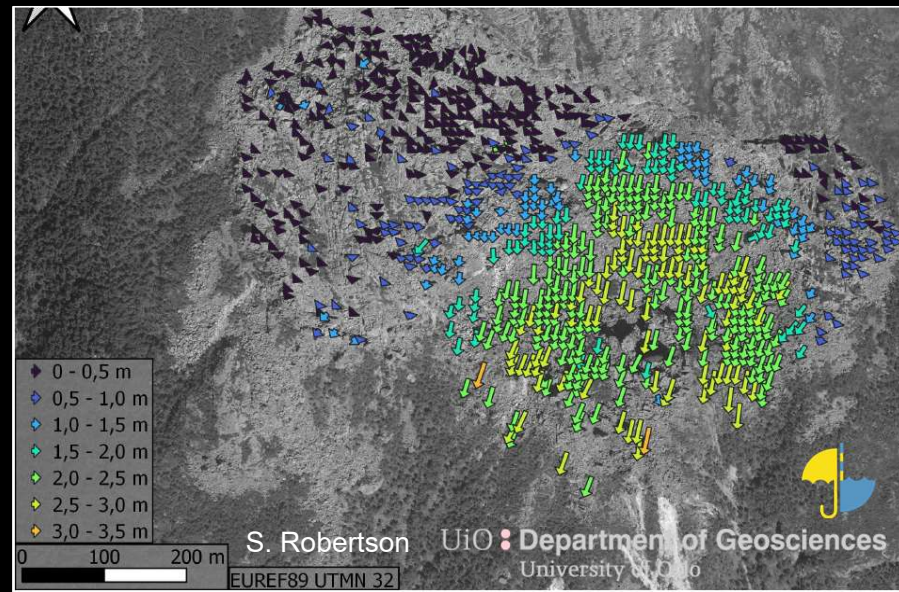 0 - 0,5 m
0,5 - 1,0 m
1,0 - 1,5 m
1,5 - 2,0 m
2,0 - 2,5 m
2,5 - 3,0 m
3,0 - 3,5 m
0 100 200 m
EUREF89 UTMN 32
S. Robertson
UiO : Department of Geosciences
University of Oslo